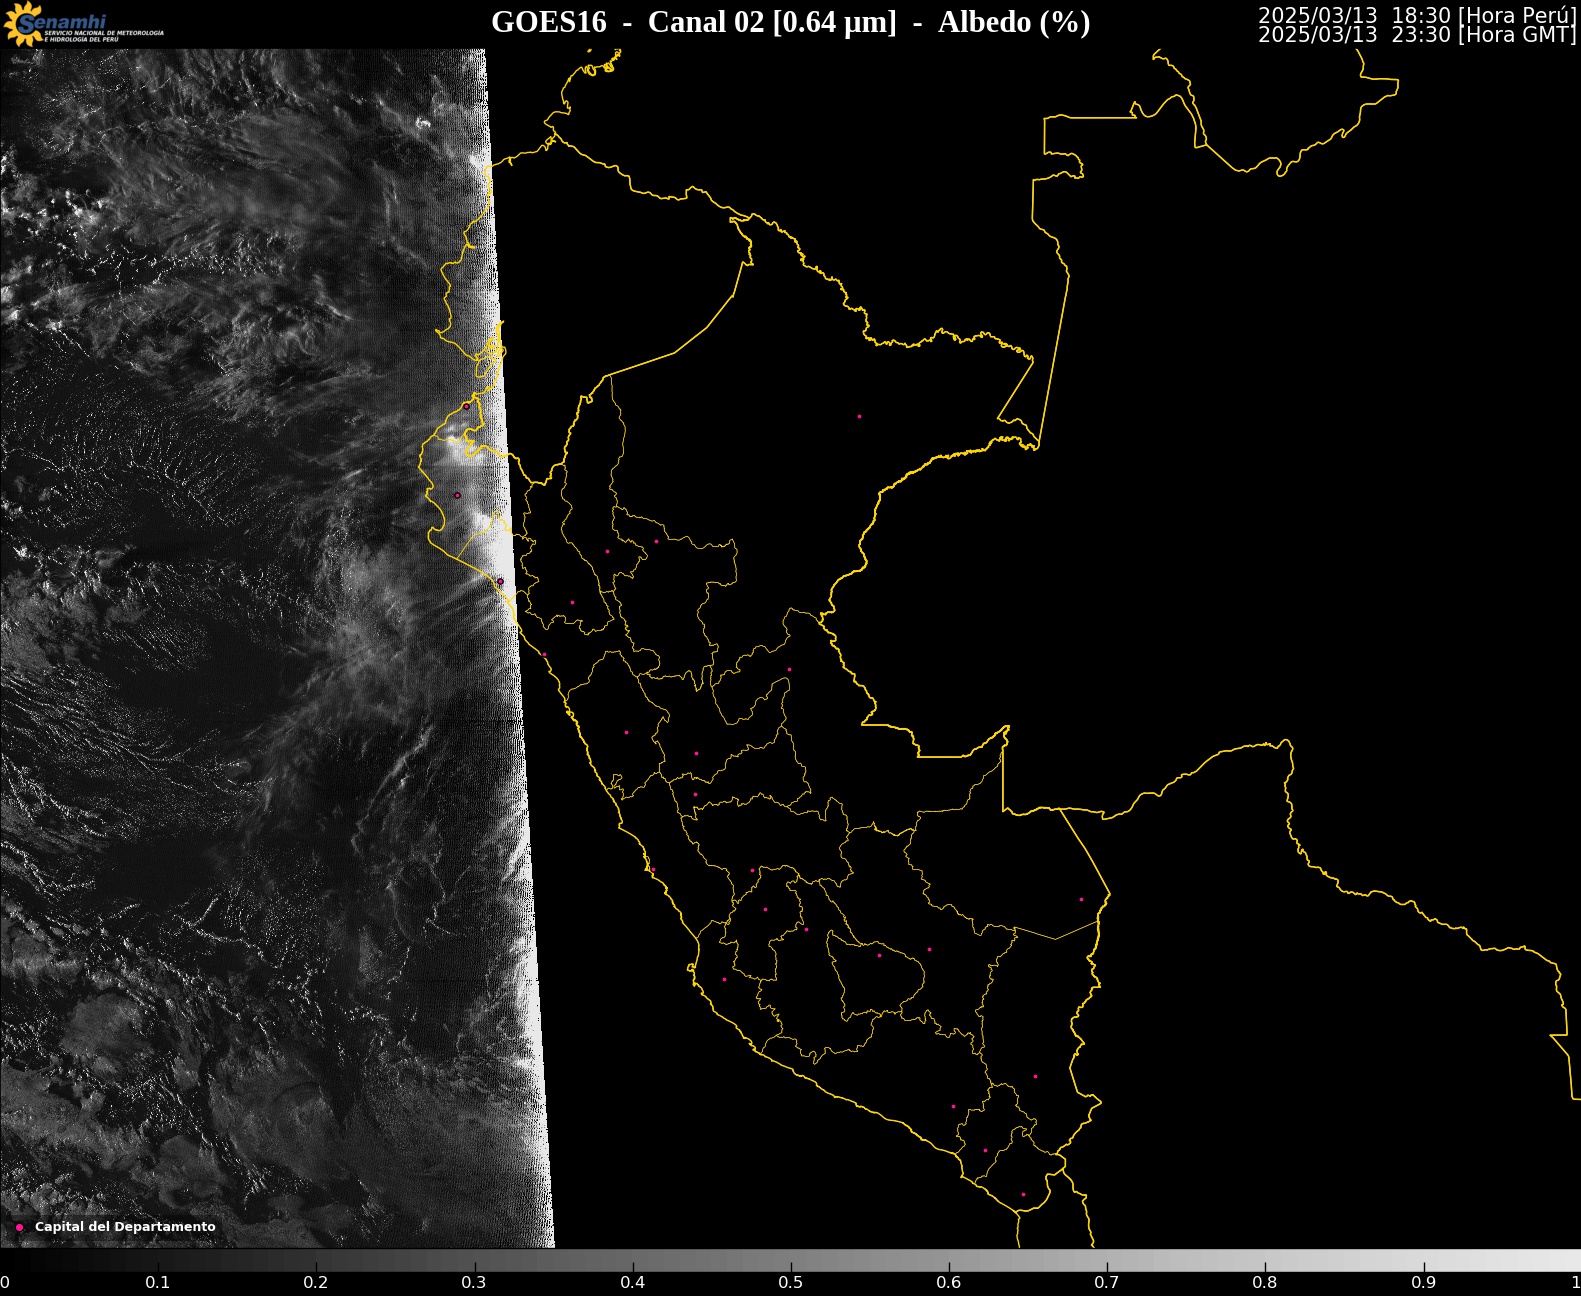 Senamhi
SERVICIO NACIONAL DE METEOROLOGÍA
E HIDROLOGÍA DEL PERÚ
GOES16 - Canal 02 [0.64 µm] - Albedo (%)
2025/03/13 18:30 [Hora Perú]
2025/03/13 23:30 [Hora GMT]
Capital del Departamento
0 0.1 0.2 0.3 0.4 0.5 0.6 0.7 0.8 0.9 1